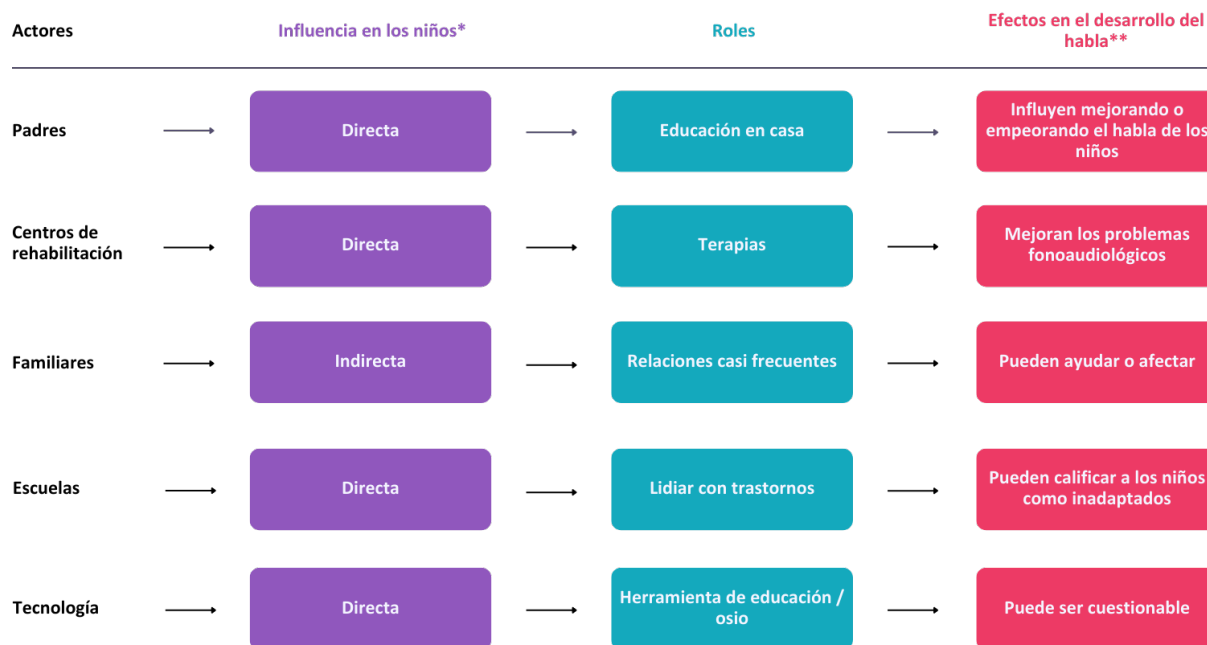 Actores
Influencia en los niños*
Roles
Efectos en el desarrollo del
habla**
Padres
Directa
Educación en casa
Influyen mejorando o
empeorando el habla de los
niños
Centros de
rehabilitación
Directa
Terapias
Mejoran los problemas
fonoaudiológicos
Familiares
Indirecta
Relaciones casi frecuentes
Pueden ayudar o afectar
Escuelas
Directa
Lidiar con trastornos
Pueden calificar a los niños
como inadaptados
Tecnología
Directa
Herramienta de educación /
osio
Puede ser cuestionable